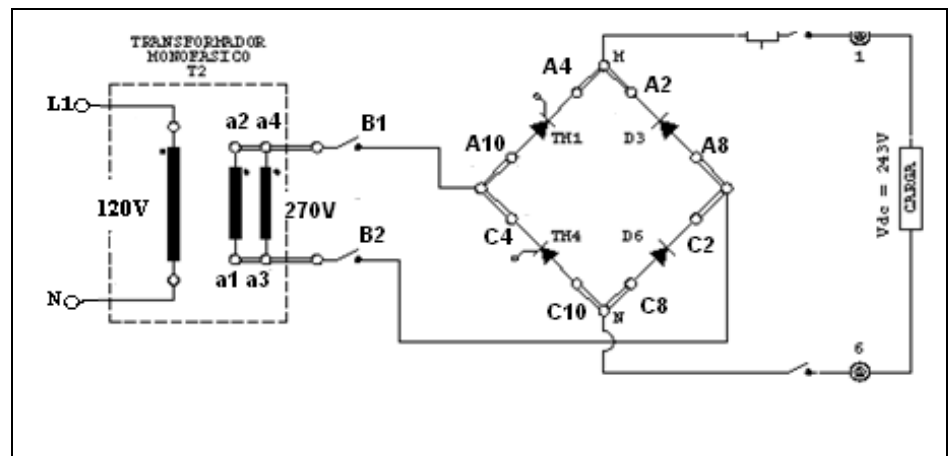 TRANSFORMADOR
MONOFASICO
T2
L1
a2 a4
B1
120V
270V
B2
a1 a3
N
M
A4
A2
TH1
D3
A10
A8
C4
TH4
D6
C2
C10
N
C8
1
Vdc = 243V
CARGA
6